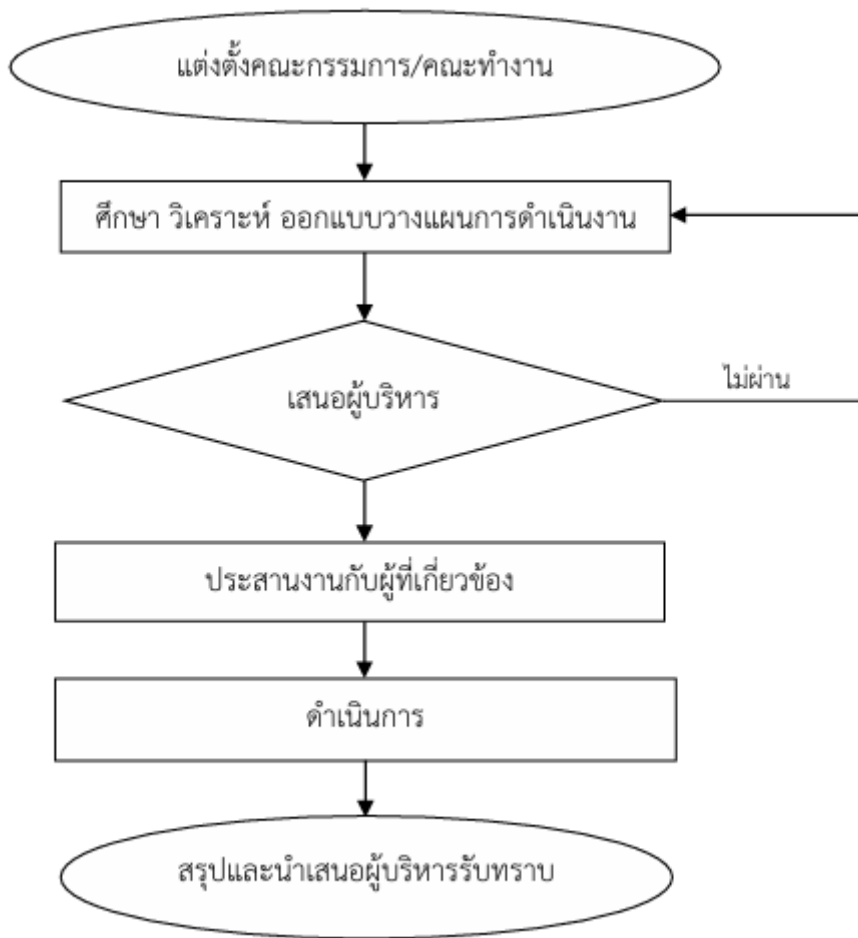 แต่งตั้งคณะกรรมการ/คณะทำงาน
ศึกษา วิเคราะห์ ออกแบบวางแผนการดำเนินงาน
เสนอผู้บริหาร
ไม่ผ่าน
ประสานงานกับผู้ที่เกี่ยวข้อง
ดำเนินการ
สรุปและนำเสนอผู้บริหารรับทราบ